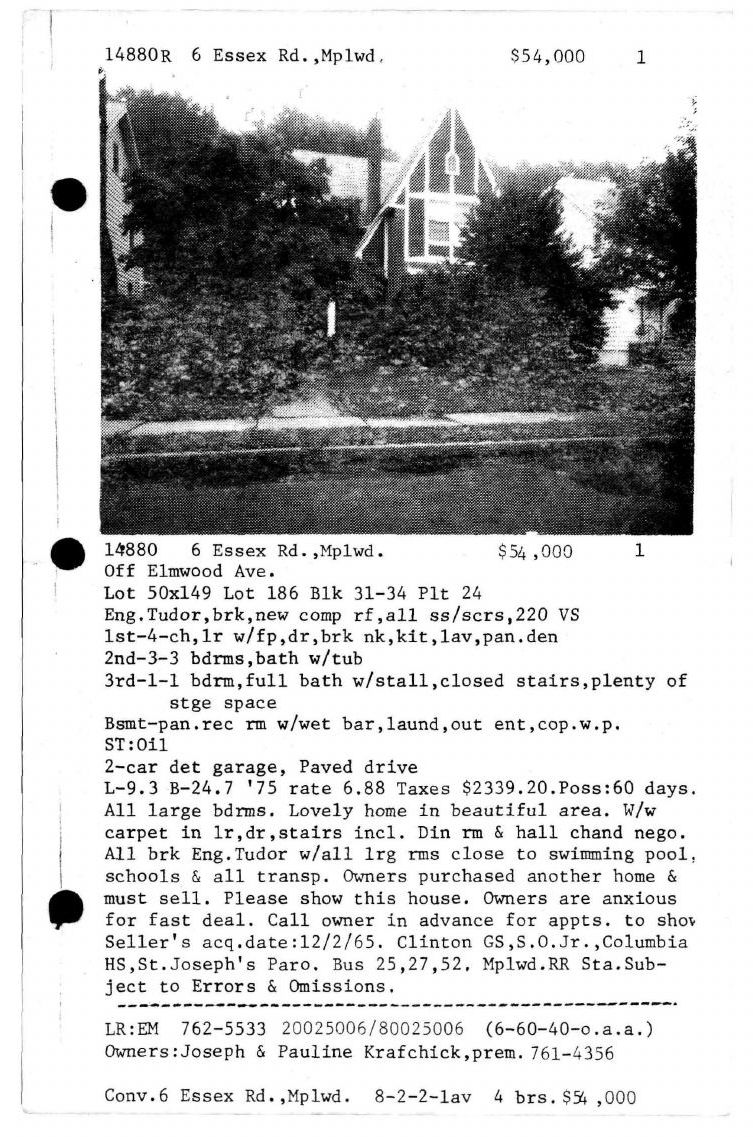 14880R 6 Essex Rd.,Mplwd. $54,000 1
14880 6 Essex Rd.,Mplwd. $54,000 1
Off Elmwood Ave.
Lot 50x149 Lot 186 Blk 31-34 Plt 24
Eng.Tudor,brk,new comp rf,all ss/scrs,220 VS
1st-4-ch,lr w/fp,dr,brk nk,kit,lav,pan.den
2nd-3-3 bdrms,bath w/tub
3rd-1-1 bdrm,full bath w/stall,closed stairs,plenty of
stge space
Bsmt-pan.rec rm w/wet bar,laund,out ent,cop.w.p.
ST:Oil
2-car det garage, Paved drive
L-9.3 B-24.7 '75 rate 6.88 Taxes $2339.20.Poss:60 days.
All large bdrms. Lovely home in beautiful area. W/w
carpet in lr,dr,stairs incl. Din rm & hall chand nego.
All brk Eng.Tudor w/all lrg rms close to swimming pool,
schools & all transp. Owners purchased another home &
must sell. Please show this house. Owners are anxious
for fast deal. Call owner in advance for appts. to show
Seller's acq.date:12/2/65. Clinton GS,S.O.Jr.,Columbia
HS,St.Joseph's Paro. Bus 25,27,52. Mplwd.RR Sta.Sub-
ject to Errors & Omissions.
LR:EM 762-5533 20025006/80025006 (6-60-40-o.a.a.)
Owners:Joseph & Pauline Krafchick,prem. 761-4356
Conv.6 Essex Rd.,Mplwd. 8-2-2-lav 4 brs.$54,000